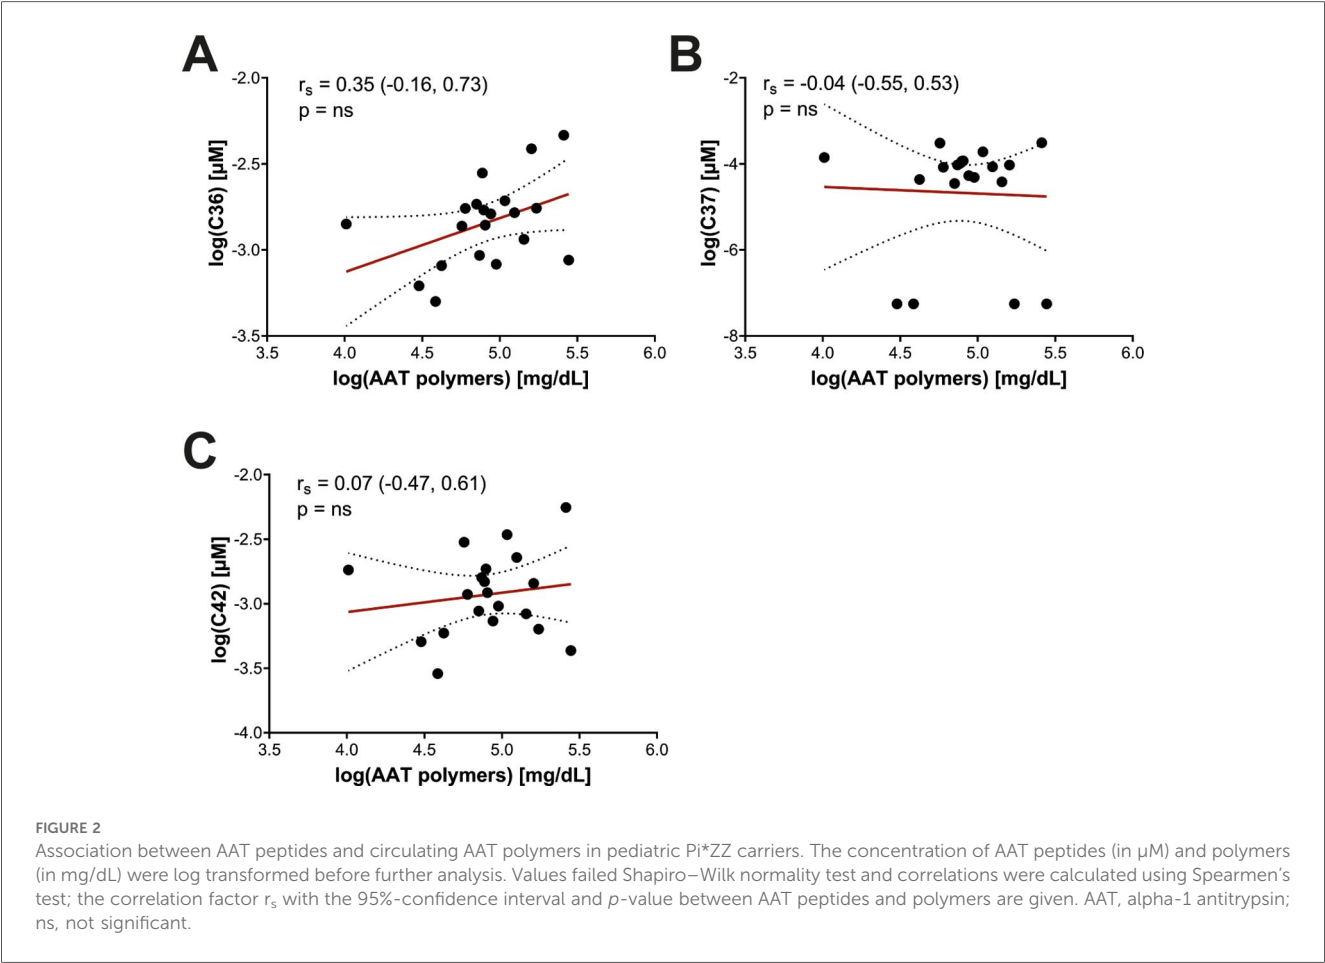 A
r_s = 0.35 (-0.16, 0.73)
p = ns
-2.0
-2.5
-3.0
-3.5
log(C36) [µM]
3.5 4.0 4.5 5.0 5.5 6.0
log(AAT polymers) [mg/dL]
B
r_s = -0.04 (-0.55, 0.53)
p = ns
-2
-4
-6
-8
log(C37) [µM]
3.5 4.0 4.5 5.0 5.5 6.0
log(AAT polymers) [mg/dL]
C
r_s = 0.07 (-0.47, 0.61)
p = ns
-2.0
-2.5
-3.0
-3.5
-4.0
log(C42) [µM]
3.5 4.0 4.5 5.0 5.5 6.0
log(AAT polymers) [mg/dL]
FIGURE 2
Association between AAT peptides and circulating AAT polymers in pediatric Pi*ZZ carriers. The concentration of AAT peptides (in µM) and polymers
(in mg/dL) were log transformed before further analysis. Values failed Shapiro–Wilk normality test and correlations were calculated using Spearmen's
test; the correlation factor r_s with the 95%-confidence interval and p-value between AAT peptides and polymers are given. AAT, alpha-1 antitrypsin;
ns, not significant.